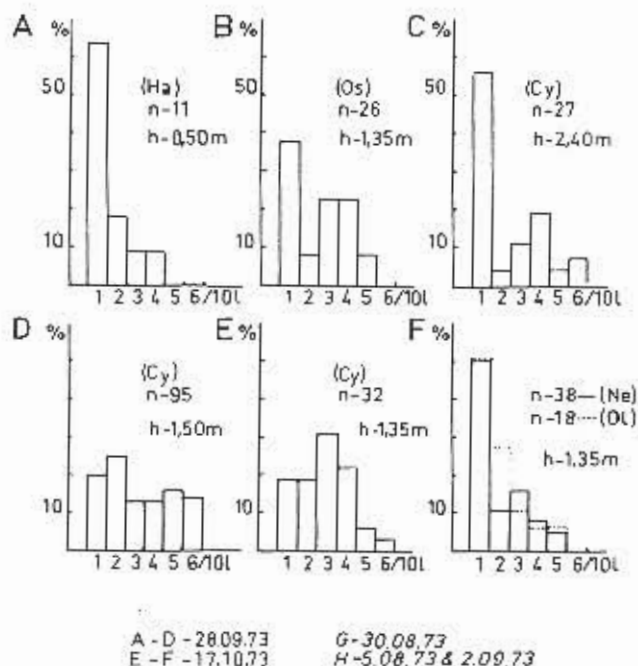 A %
50
10
(Ha)
n-11
h-0,50m
1 2 3 4 5 6/10l
B %
(Os)
n-26
h-1,35m
1 2 3 4 5 6/10l
C %
50
10
(Cy)
n-27
h-2,40m
1 2 3 4 5 6/10l
D %
10
(Cy)
n-95
h-1,50m
1 2 3 4 5 6/10l
E %
(Cy)
n-32
h-1,35m
1 2 3 4 5 6/10l
F %
10
n-38—(Ne)
n-18····(Ol)
h-1,35m
1 2 3 4 5 6/10l
A - D - 28.09.73
E - F - 17.10.73
G-30.08.73
H-5.08.73 & 2.09.73